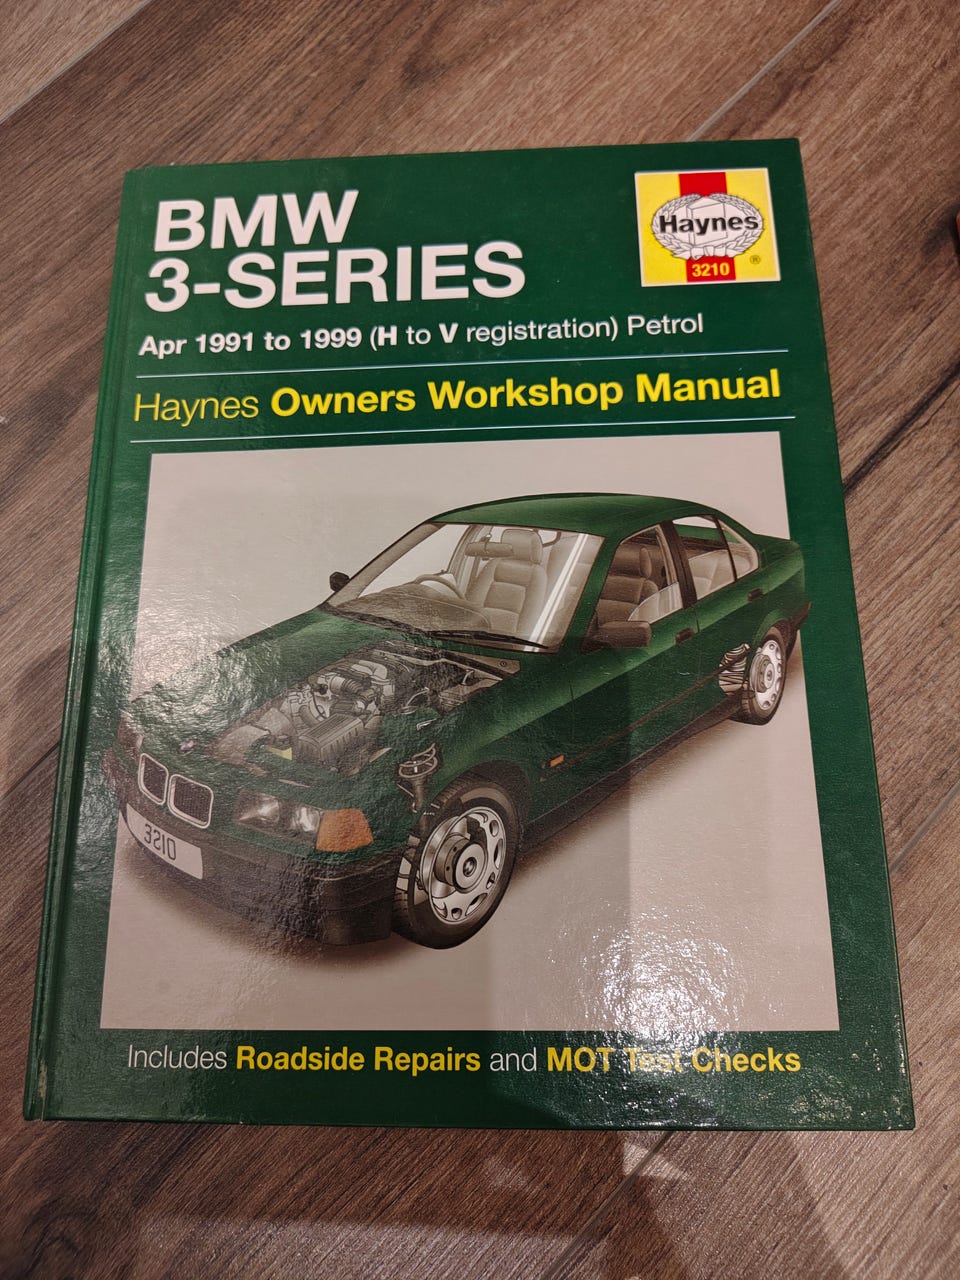 BMW
3-SERIES
Haynes
®
3210
Apr 1991 to 1999 (H to V registration) Petrol
Haynes Owners Workshop Manual
3210
Includes Roadside Repairs and MOT Test Checks